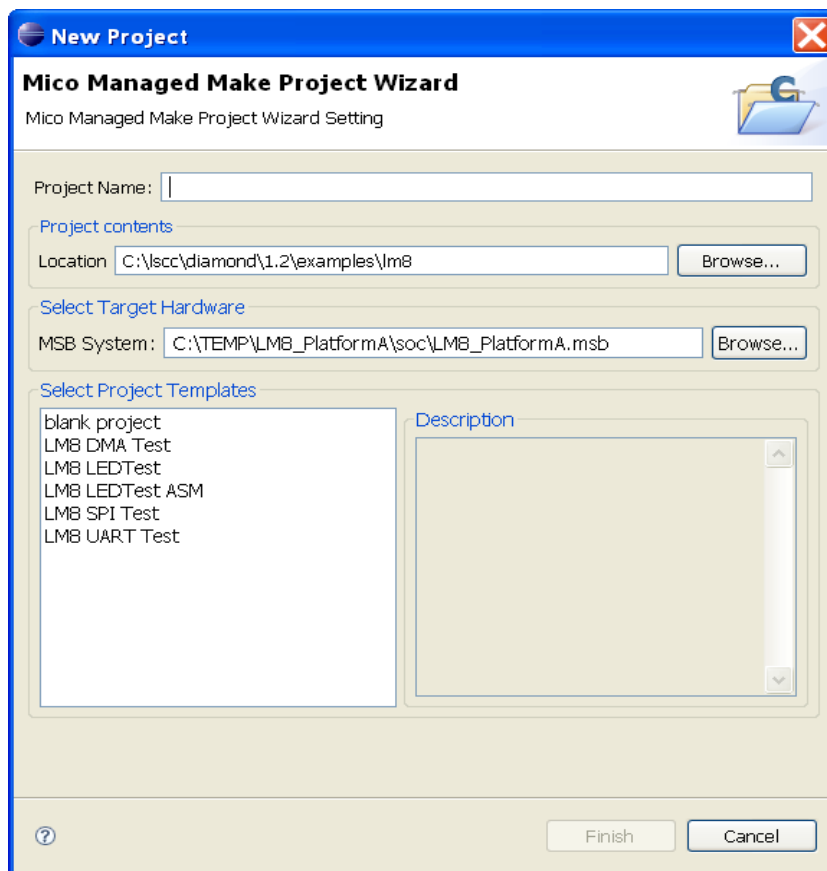 New Project
Mico Managed Make Project Wizard
Mico Managed Make Project Wizard Setting
Project Name:
Project contents
Location C:\lscc\diamond\1.2\examples\lm8 Browse...
Select Target Hardware
MSB System: C:\TEMP\LM8_PlatformA\soc\LM8_PlatformA.msb Browse...
Select Project Templates
blank project
LM8 DMA Test
LM8 LEDTest
LM8 LEDTest ASM
LM8 SPI Test
LM8 UART Test
Description
Finish Cancel